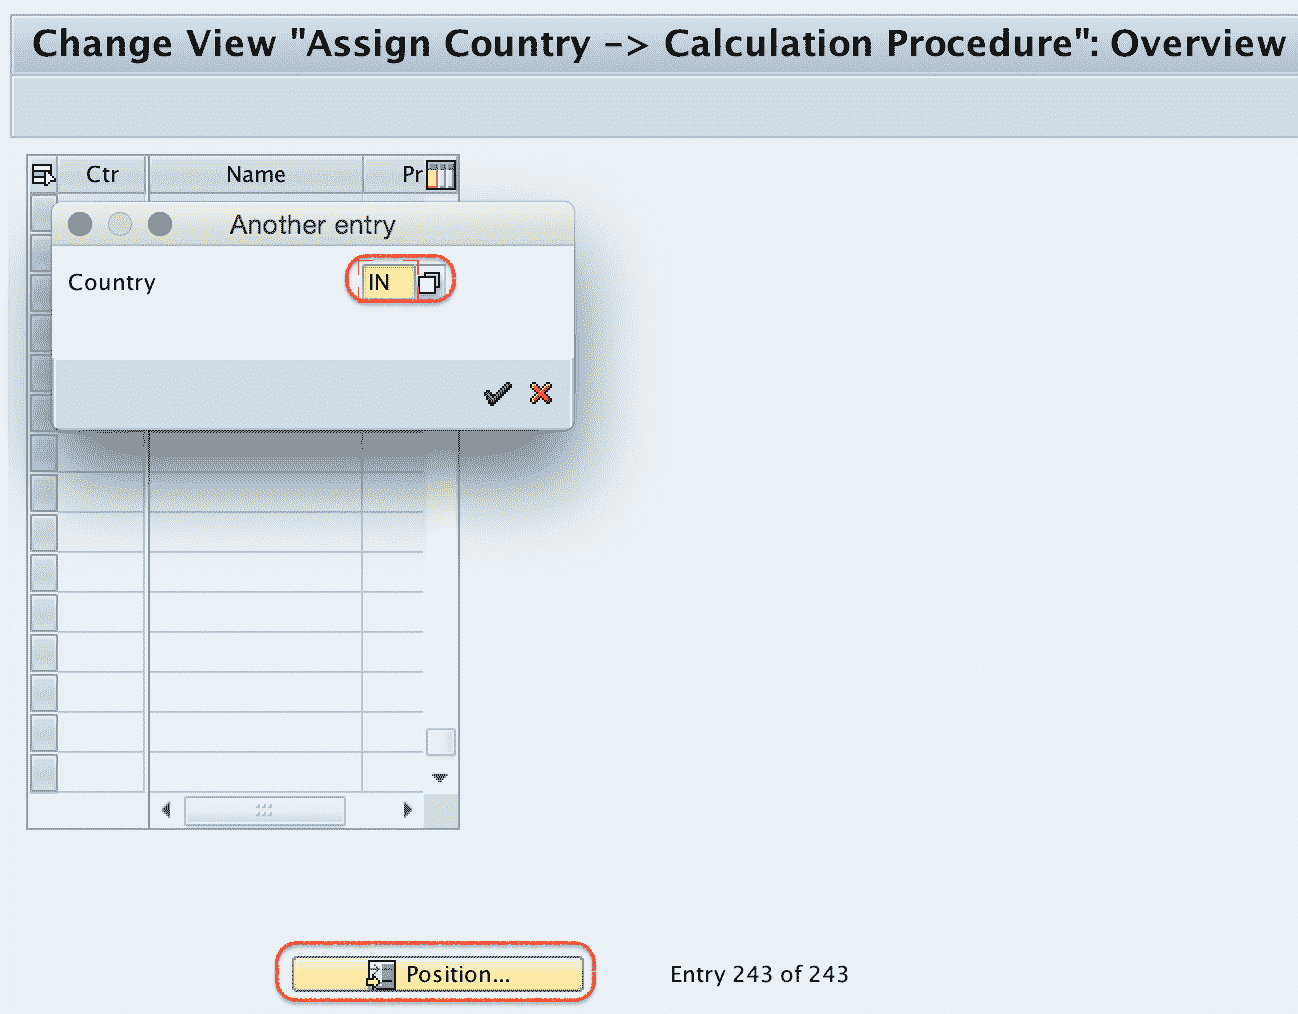 Change View "Assign Country -> Calculation Procedure": Overview
Ctr Name Pr
Another entry
Country IN
Position... Entry 243 of 243